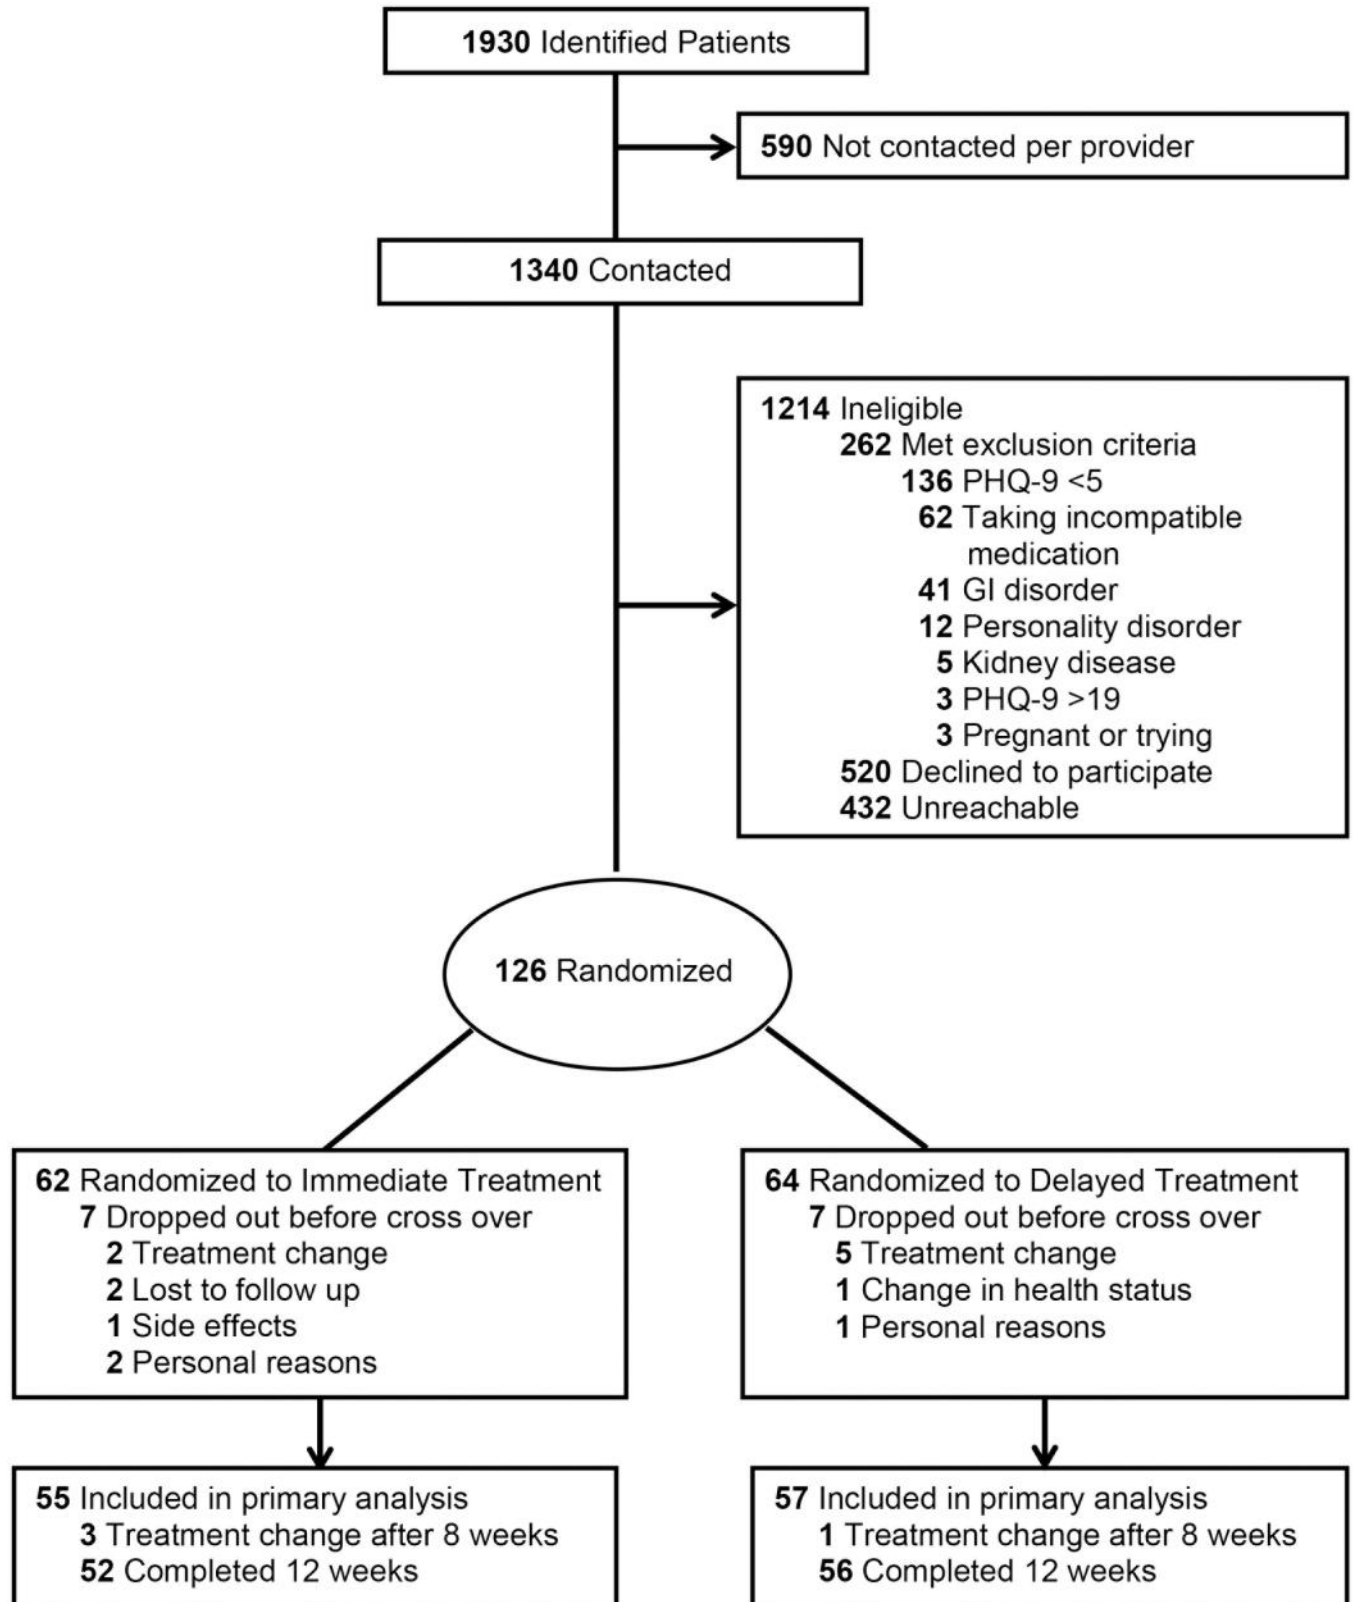 1930 Identified Patients
590 Not contacted per provider
1340 Contacted
1214 Ineligible
262 Met exclusion criteria
136 PHQ-9 <5
62 Taking incompatible
medication
41 GI disorder
12 Personality disorder
5 Kidney disease
3 PHQ-9 >19
3 Pregnant or trying
520 Declined to participate
432 Unreachable
126 Randomized
62 Randomized to Immediate Treatment
7 Dropped out before cross over
2 Treatment change
2 Lost to follow up
1 Side effects
2 Personal reasons
64 Randomized to Delayed Treatment
7 Dropped out before cross over
5 Treatment change
1 Change in health status
1 Personal reasons
55 Included in primary analysis
3 Treatment change after 8 weeks
52 Completed 12 weeks
57 Included in primary analysis
1 Treatment change after 8 weeks
56 Completed 12 weeks